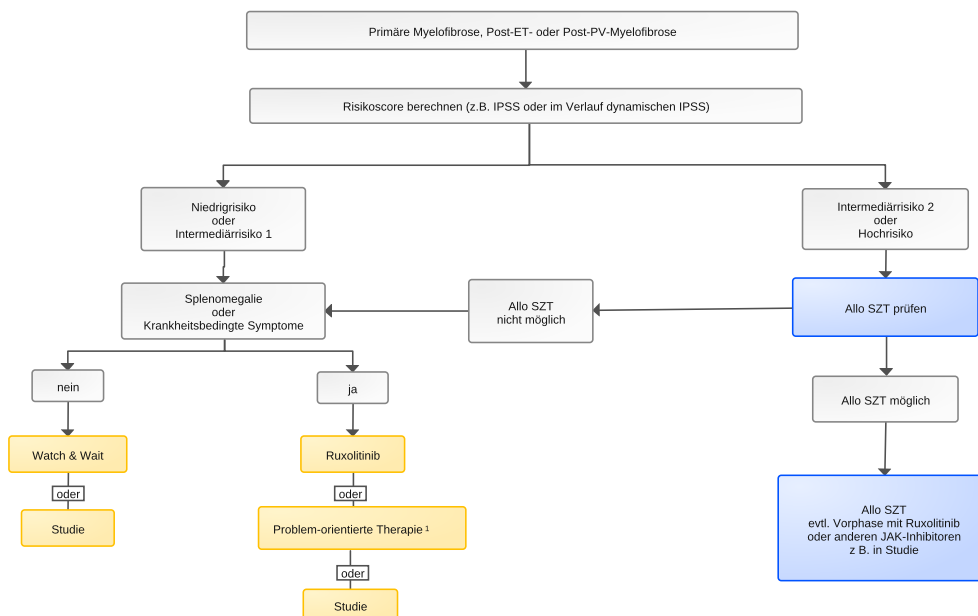 Primäre Myelofibrose, Post-ET- oder Post-PV-Myelofibrose
Risikoscore berechnen (z.B. IPSS oder im Verlauf dynamischen IPSS)
Niedrigrisiko
oder
Intermediärrisiko 1
Intermediärrisiko 2
oder
Hochrisiko
Splenomegalie
oder
Krankheitsbedingte Symptome
Allo SZT
nicht möglich
Allo SZT prüfen
nein
ja
Allo SZT möglich
Watch & Wait
oder
Studie
Ruxolitinib
oder
Problem-orientierte Therapie ¹
oder
Studie
Allo SZT
evtl. Vorphase mit Ruxolitinib
oder anderen JAK-Inhibitoren
z B. in Studie